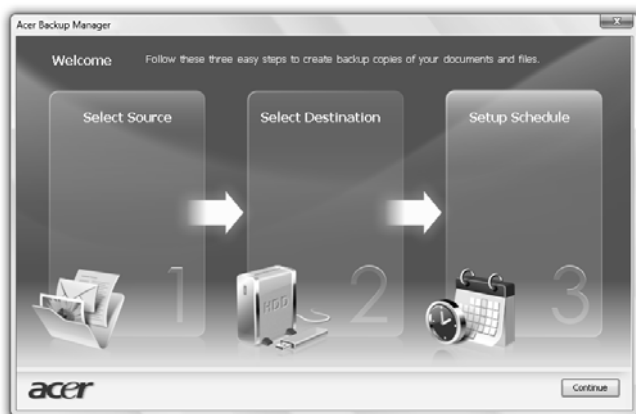 Acer Backup Manager
Welcome Follow these three easy steps to create backup copies of your documents and files.
Select Source
Select Destination
Setup Schedule
1
HDD
2
3
acer
Continue